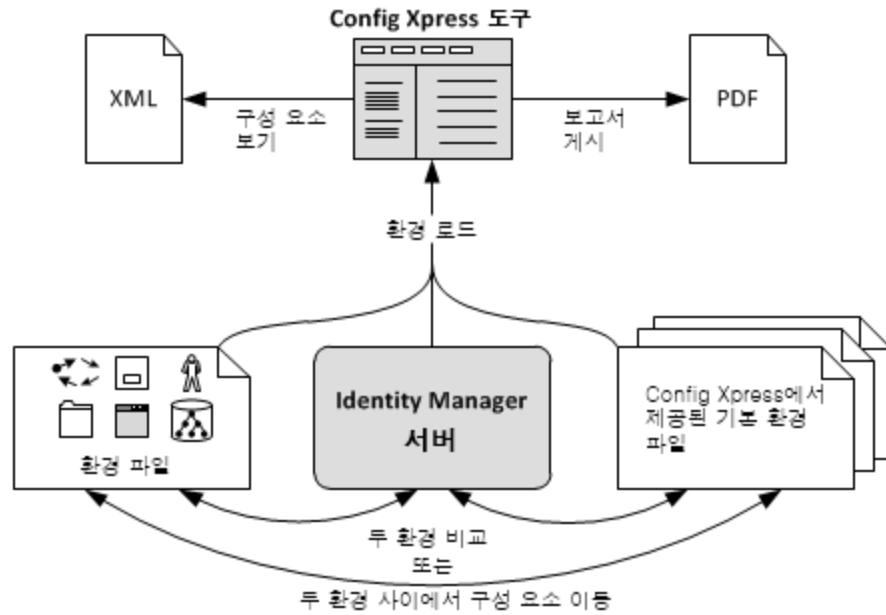 Config Xpress 도구
XML
구성 요소
보기
보고서
게시
PDF
환경 로드
환경 파일
Identity Manager
서버
Config Xpress에서
제공된 기본 환경
파일
두 환경 비교
또는
두 환경 사이에서 구성 요소 이동